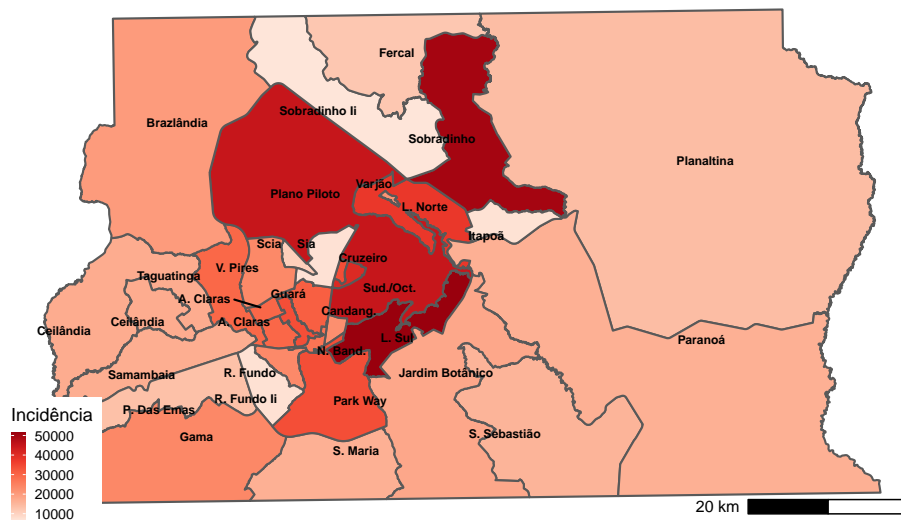 Fercal
Sobradinho Ii
Brazlândia
Sobradinho
Planaltina
Varjão
Plano Piloto
L. Norte
Itapoã
Scia
Sia
Cruzeiro
V. Pires
Taguatinga
Sud./Oct.
Guará
A. Claras
Candang.
Ceilândia
Ceilândia
A. Claras
L. Sul
Paranoá
N. Band.
Samambaia
R. Fundo
Jardim Botânico
R. Fundo Ii
Park Way
P. Das Emas
Gama
S. Sebastião
S. Maria
Incidência
50000
40000
30000
20000
10000
20 km